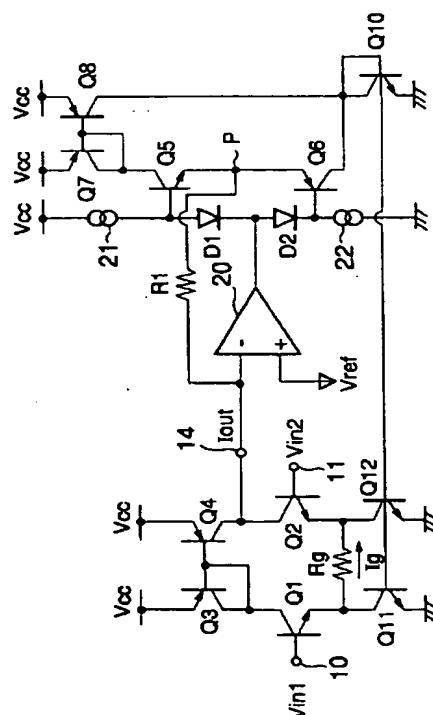 Vcc
Vcc
Vcc
Vcc
Vcc
Q3
Q4
14
Iout
R1
21
Q7
Q8
Q5
D1
P
20
-
+
Vref
D2
Q6
22
Q10
Vin1
10
Q1
Rg
Ig
Q2
Vin2
11
Q11
Q12